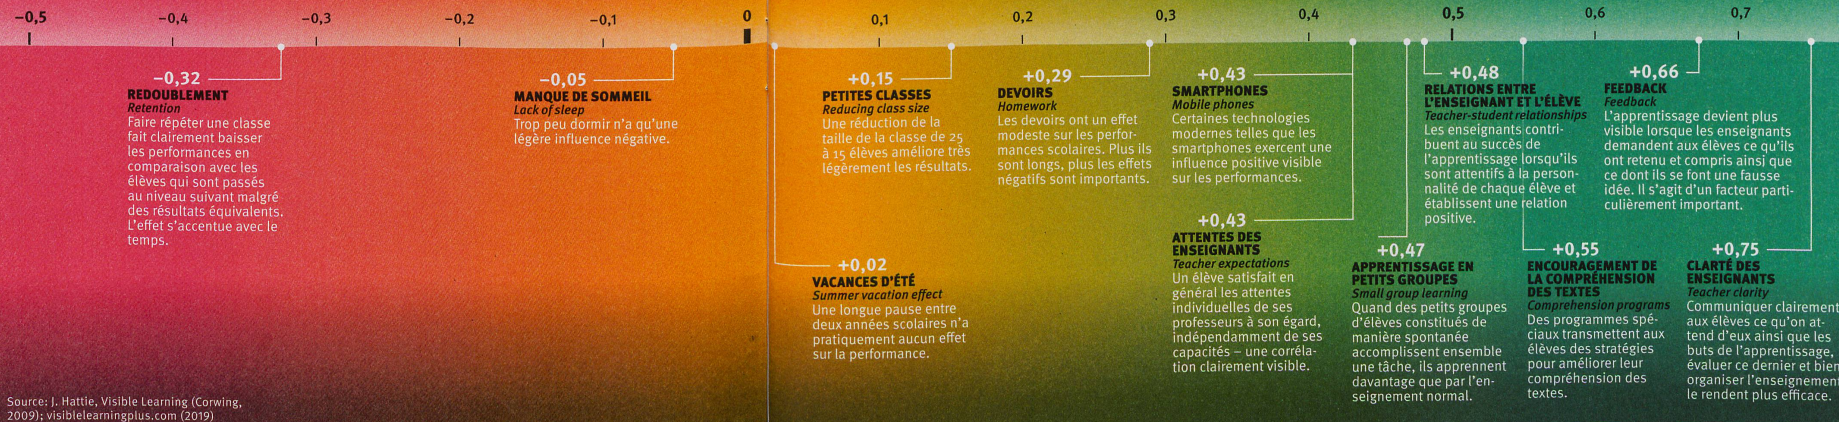 −0,5
−0,4
−0,3
−0,2
−0,1
0
0,1
0,2
0,3
0,4
0,5
0,6
0,7
−0,32
REDOUBLEMENT
Retention
Faire répéter une classe
fait clairement baisser
les performances en
comparaison avec les
élèves qui sont passés
au niveau suivant malgré
des résultats équivalents.
L'effet s'accentue avec le
temps.
−0,05
MANQUE DE SOMMEIL
Lack of sleep
Trop peu dormir n'a qu'une
légère influence négative.
+0,02
VACANCES D'ÉTÉ
Summer vacation effect
Une longue pause entre
deux années scolaires n'a
pratiquement aucun effet
sur la performance.
+0,15
PETITES CLASSES
Reducing class size
Une réduction de la
taille de la classe de 25
à 15 élèves améliore très
légèrement les résultats.
+0,29
DEVOIRS
Homework
Les devoirs ont un effet
modeste sur les perfor-
mances scolaires. Plus ils
sont longs, plus les effets
négatifs sont importants.
+0,43
SMARTPHONES
Mobile phones
Certaines technologies
modernes telles que les
smartphones exercent une
influence positive visible
sur les performances.
+0,43
ATTENTES DES
ENSEIGNANTS
Teacher expectations
Un élève satisfait en
général les attentes
individuelles de ses
professeurs à son égard,
indépendamment de ses
capacités – une corréla-
tion clairement visible.
+0,47
APPRENTISSAGE EN
PETITS GROUPES
Small group learning
Quand des petits groupes
d'élèves constitués de
manière spontanée
accomplissent ensemble
une tâche, ils apprennent
davantage que par l'en-
seignement normal.
+0,48
RELATIONS ENTRE
L'ENSEIGNANT ET L'ÉLÈVE
Teacher-student relationships
Les enseignants contri-
buent au succès de
l'apprentissage lorsqu'ils
sont attentifs à la person-
nalité de chaque élève et
établissent une relation
positive.
+0,55
ENCOURAGEMENT DE
LA COMPRÉHENSION
DES TEXTES
Comprehension programs
Des programmes spé-
ciaux transmettent aux
élèves des stratégies
pour améliorer leur
compréhension des
textes.
+0,66
FEEDBACK
Feedback
L'apprentissage devient plus
visible lorsque les enseignants
demandent aux élèves ce qu'ils
ont retenu et compris ainsi que
ce dont ils se font une fausse
idée. Il s'agit d'un facteur parti-
culièrement important.
+0,75
CLARTÉ DES
ENSEIGNANTS
Teacher clarity
Communiquer clairement
aux élèves ce qu'on at-
tend d'eux ainsi que les
buts de l'apprentissage,
évaluer ce dernier et bien
organiser l'enseignement
le rendent plus efficace.
Source: J. Hattie, Visible Learning (Corwing,
2009); visiblelearningplus.com (2019)